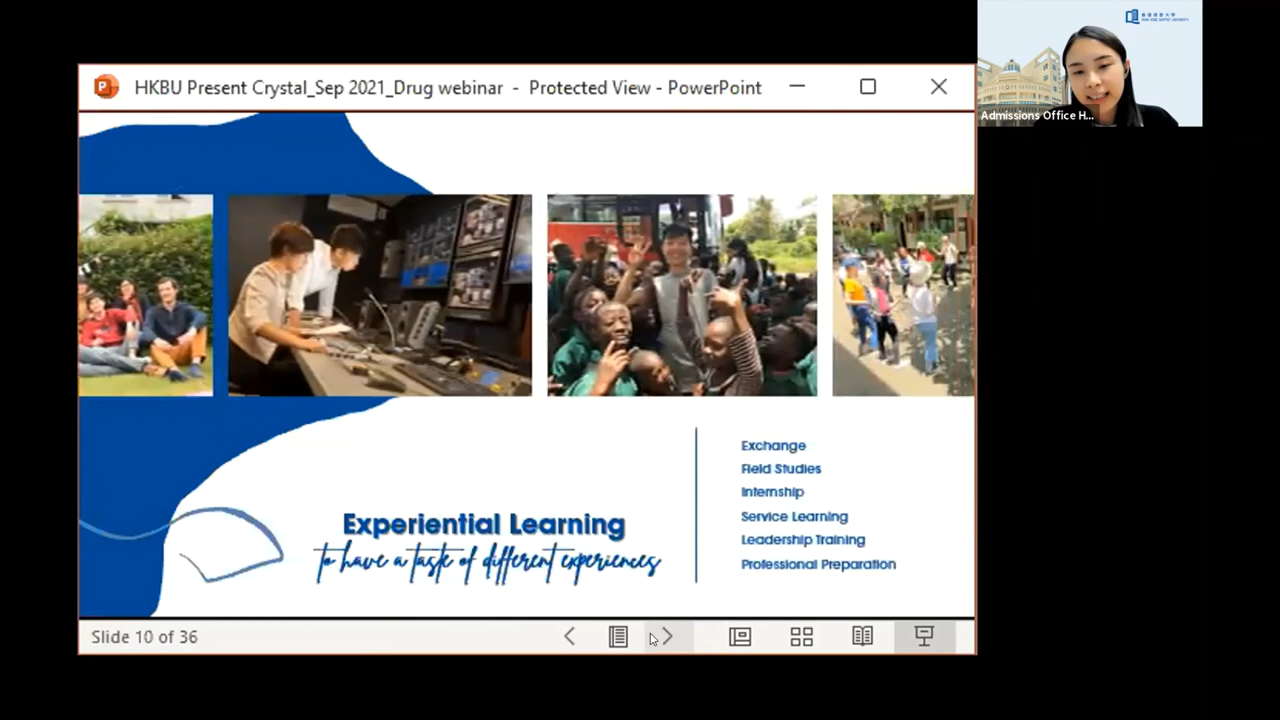 HKBU Present Crystal_Sep 2021_Drug webinar - Protected View - PowerPoint
Admissions Office H...
Exchange
Field Studies
Internship
Service Learning
Leadership Training
Professional Preparation
Experiential Learning
to have a taste of different experiences
Slide 10 of 36